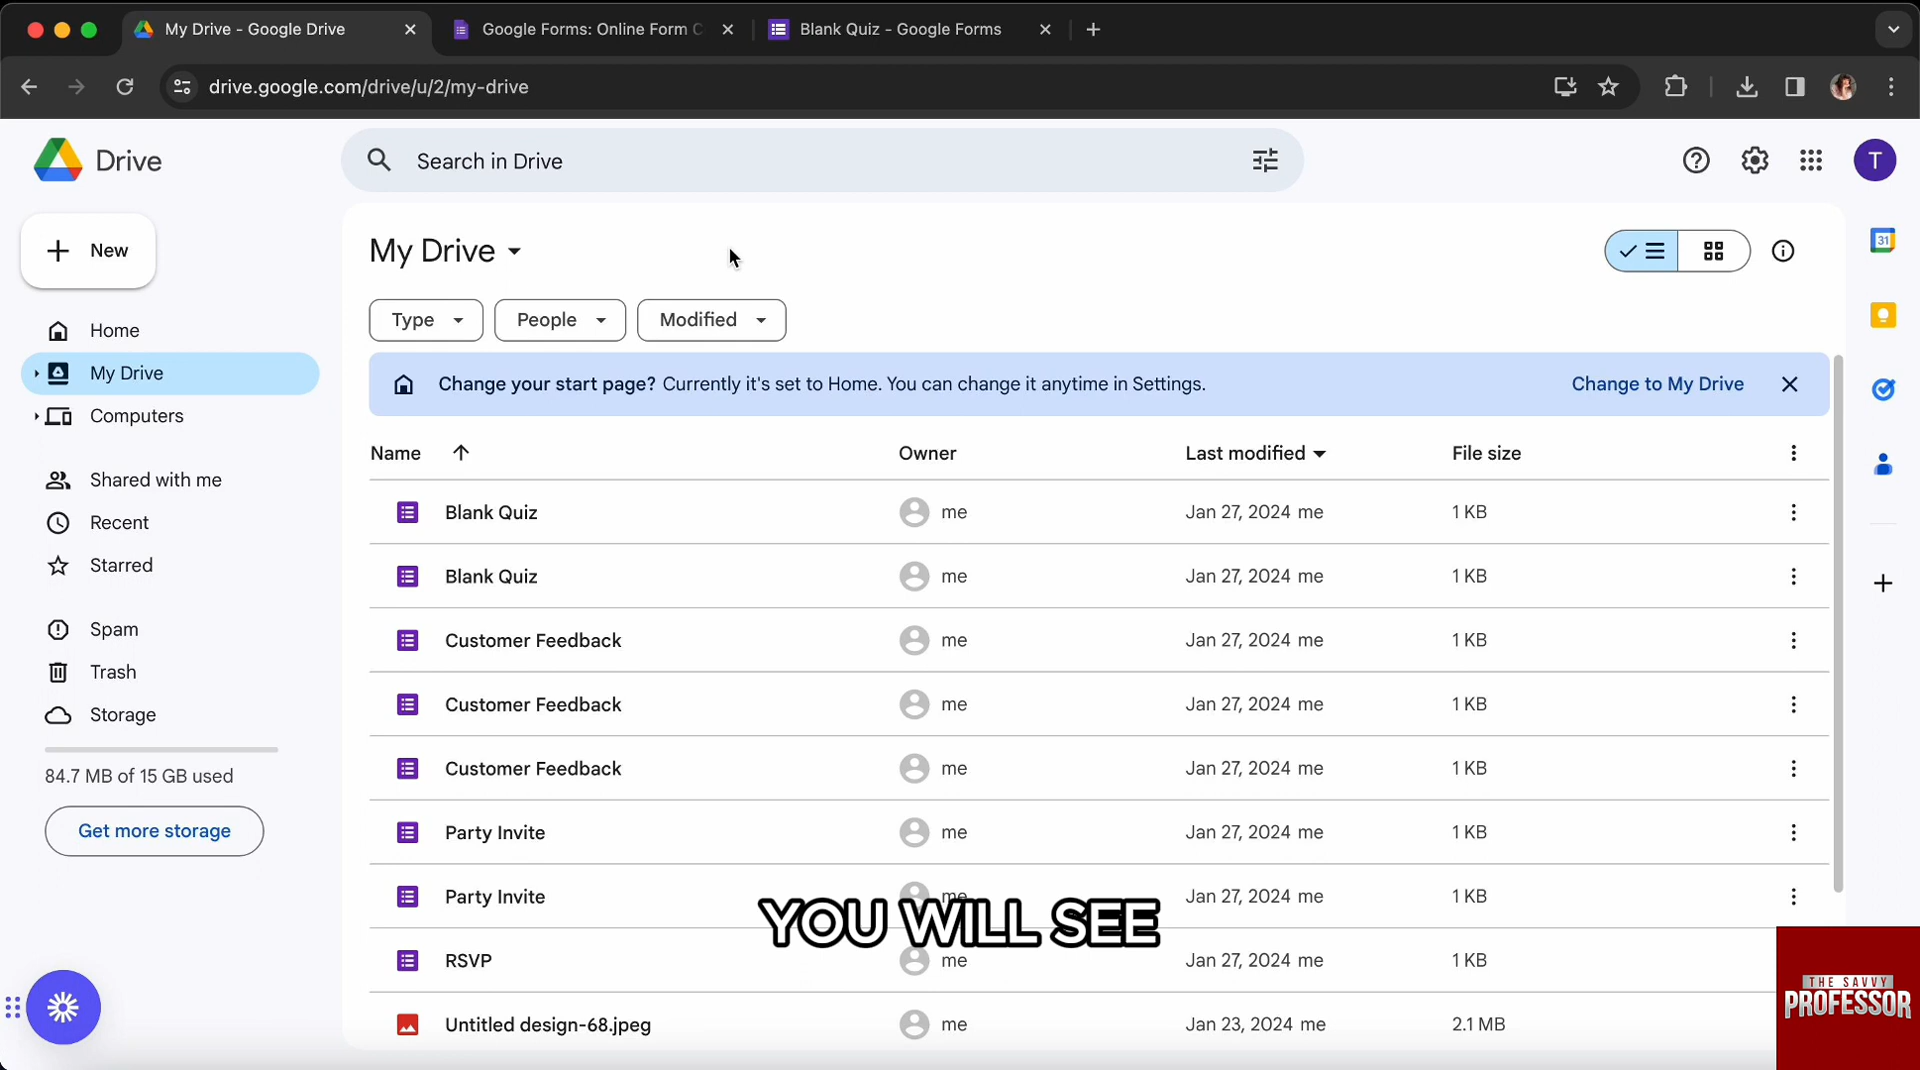 My Drive - Google Drive
Google Forms: Online Form C
Blank Quiz - Google Forms
drive.google.com/drive/u/2/my-drive
Drive
Search in Drive
T
New
My Drive
31
Type
People
Modified
Home
My Drive
Computers
Change your start page? Currently it's set to Home. You can change it anytime in Settings.
Change to My Drive
Name
Owner
Last modified
File size
Shared with me
Recent
Starred
Spam
Trash
Storage
84.7 MB of 15 GB used
Get more storage
Blank Quiz me Jan 27, 2024 me 1 KB
Blank Quiz me Jan 27, 2024 me 1 KB
Customer Feedback me Jan 27, 2024 me 1 KB
Customer Feedback me Jan 27, 2024 me 1 KB
Customer Feedback me Jan 27, 2024 me 1 KB
Party Invite me Jan 27, 2024 me 1 KB
Party Invite me Jan 27, 2024 me 1 KB
YOU WILL SEE
RSVP me Jan 27, 2024 me 1 KB
Untitled design-68.jpeg me Jan 23, 2024 me 2.1 MB
THE SAVVY
PROFESSOR